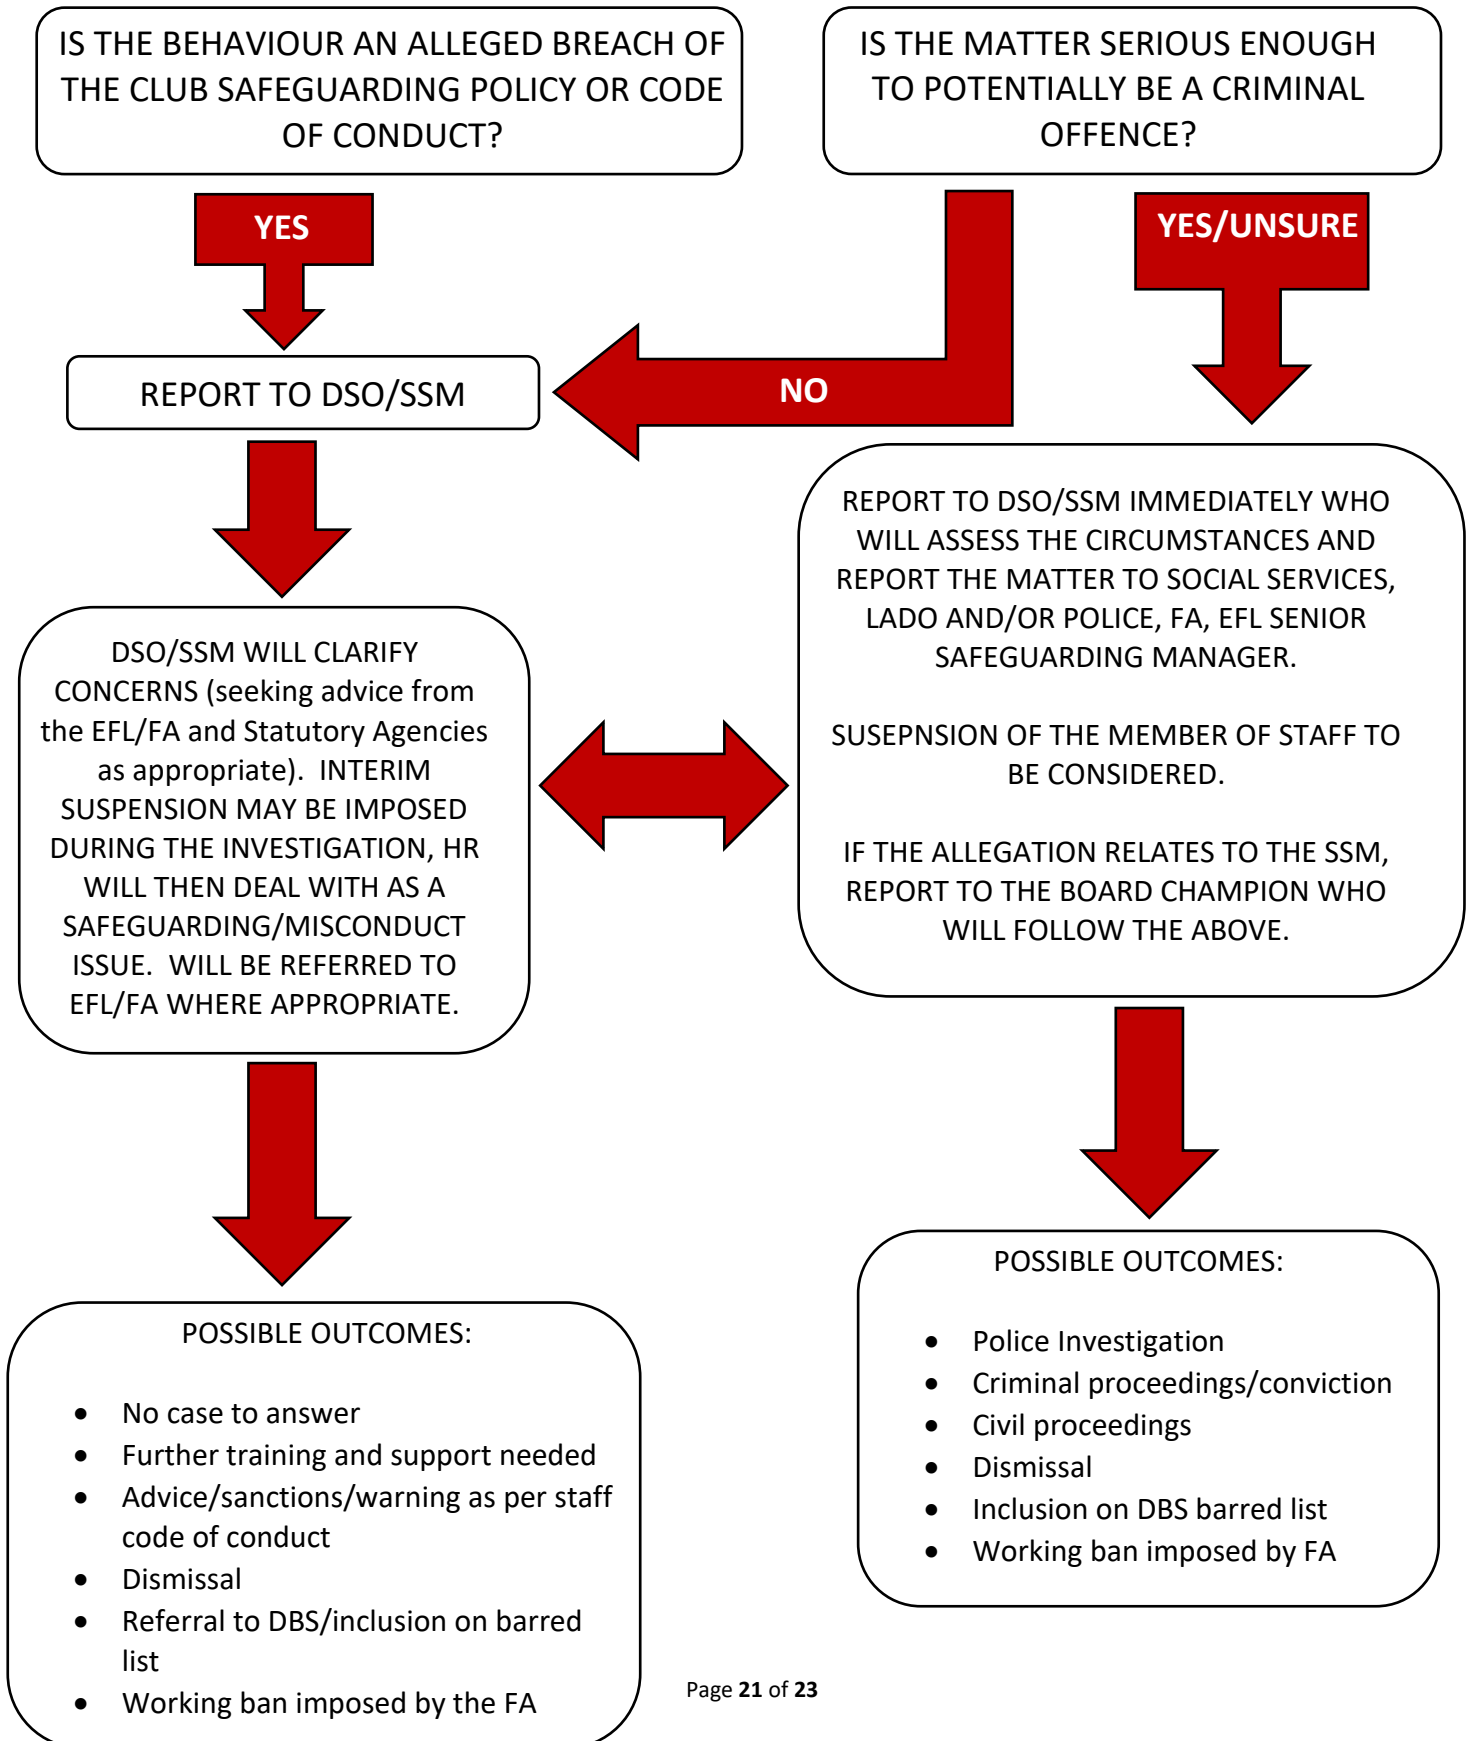 IS THE BEHAVIOUR AN ALLEGED BREACH OF
THE CLUB SAFEGUARDING POLICY OR CODE
OF CONDUCT?
IS THE MATTER SERIOUS ENOUGH
TO POTENTIALLY BE A CRIMINAL
OFFENCE?
YES
YES/UNSURE
NO
REPORT TO DSO/SSM
REPORT TO DSO/SSM IMMEDIATELY WHO
WILL ASSESS THE CIRCUMSTANCES AND
REPORT THE MATTER TO SOCIAL SERVICES,
LADO AND/OR POLICE, FA, EFL SENIOR
SAFEGUARDING MANAGER.
SUSEPNSION OF THE MEMBER OF STAFF TO
BE CONSIDERED.
IF THE ALLEGATION RELATES TO THE SSM,
REPORT TO THE BOARD CHAMPION WHO
WILL FOLLOW THE ABOVE.
DSO/SSM WILL CLARIFY
CONCERNS (seeking advice from
the EFL/FA and Statutory Agencies
as appropriate).  INTERIM
SUSPENSION MAY BE IMPOSED
DURING THE INVESTIGATION, HR
WILL THEN DEAL WITH AS A
SAFEGUARDING/MISCONDUCT
ISSUE.  WILL BE REFERRED TO
EFL/FA WHERE APPROPRIATE.
POSSIBLE OUTCOMES:
• Police Investigation
• Criminal proceedings/conviction
• Civil proceedings
• Dismissal
• Inclusion on DBS barred list
• Working ban imposed by FA
POSSIBLE OUTCOMES:
• No case to answer
• Further training and support needed
• Advice/sanctions/warning as per staff
code of conduct
• Dismissal
• Referral to DBS/inclusion on barred
list
• Working ban imposed by the FA
Page 21 of 23